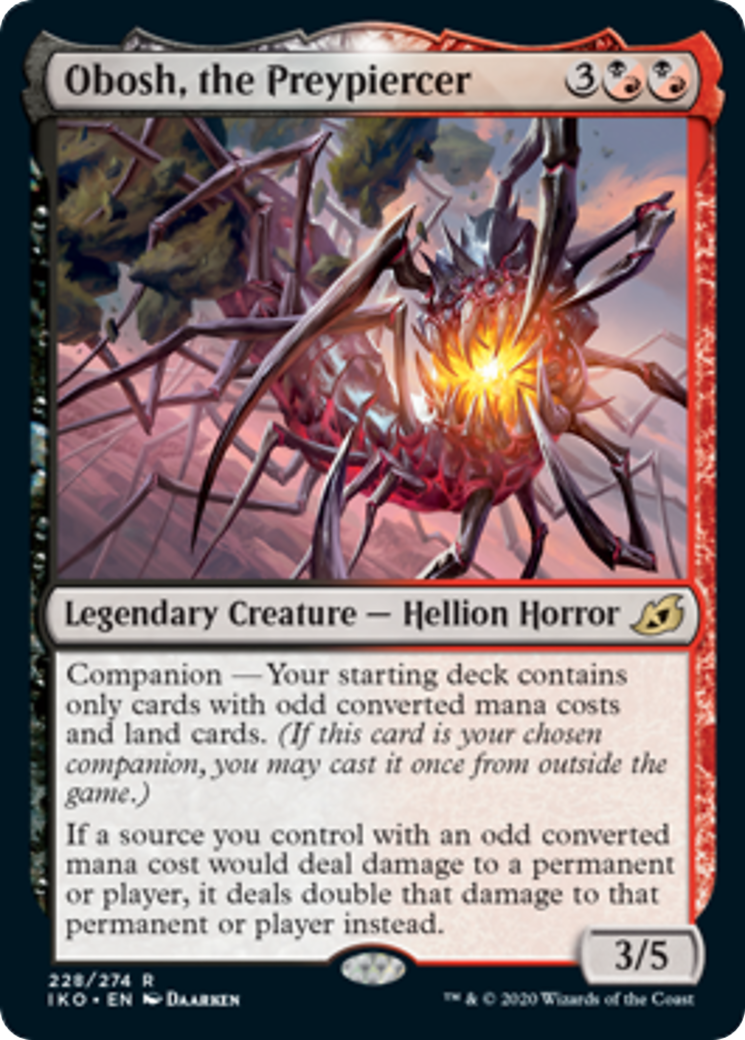 Obosh, the Preypiercer 3
Legendary Creature — Hellion Horror
Companion — Your starting deck contains
only cards with odd converted mana costs
and land cards. (If this card is your chosen
companion, you may cast it once from outside the
game.)
If a source you control with an odd converted
mana cost would deal damage to a permanent
or player, it deals double that damage to that
permanent or player instead.
3/5
228/274 R
IKO • EN Daarken
™ & © 2020 Wizards of the Coast